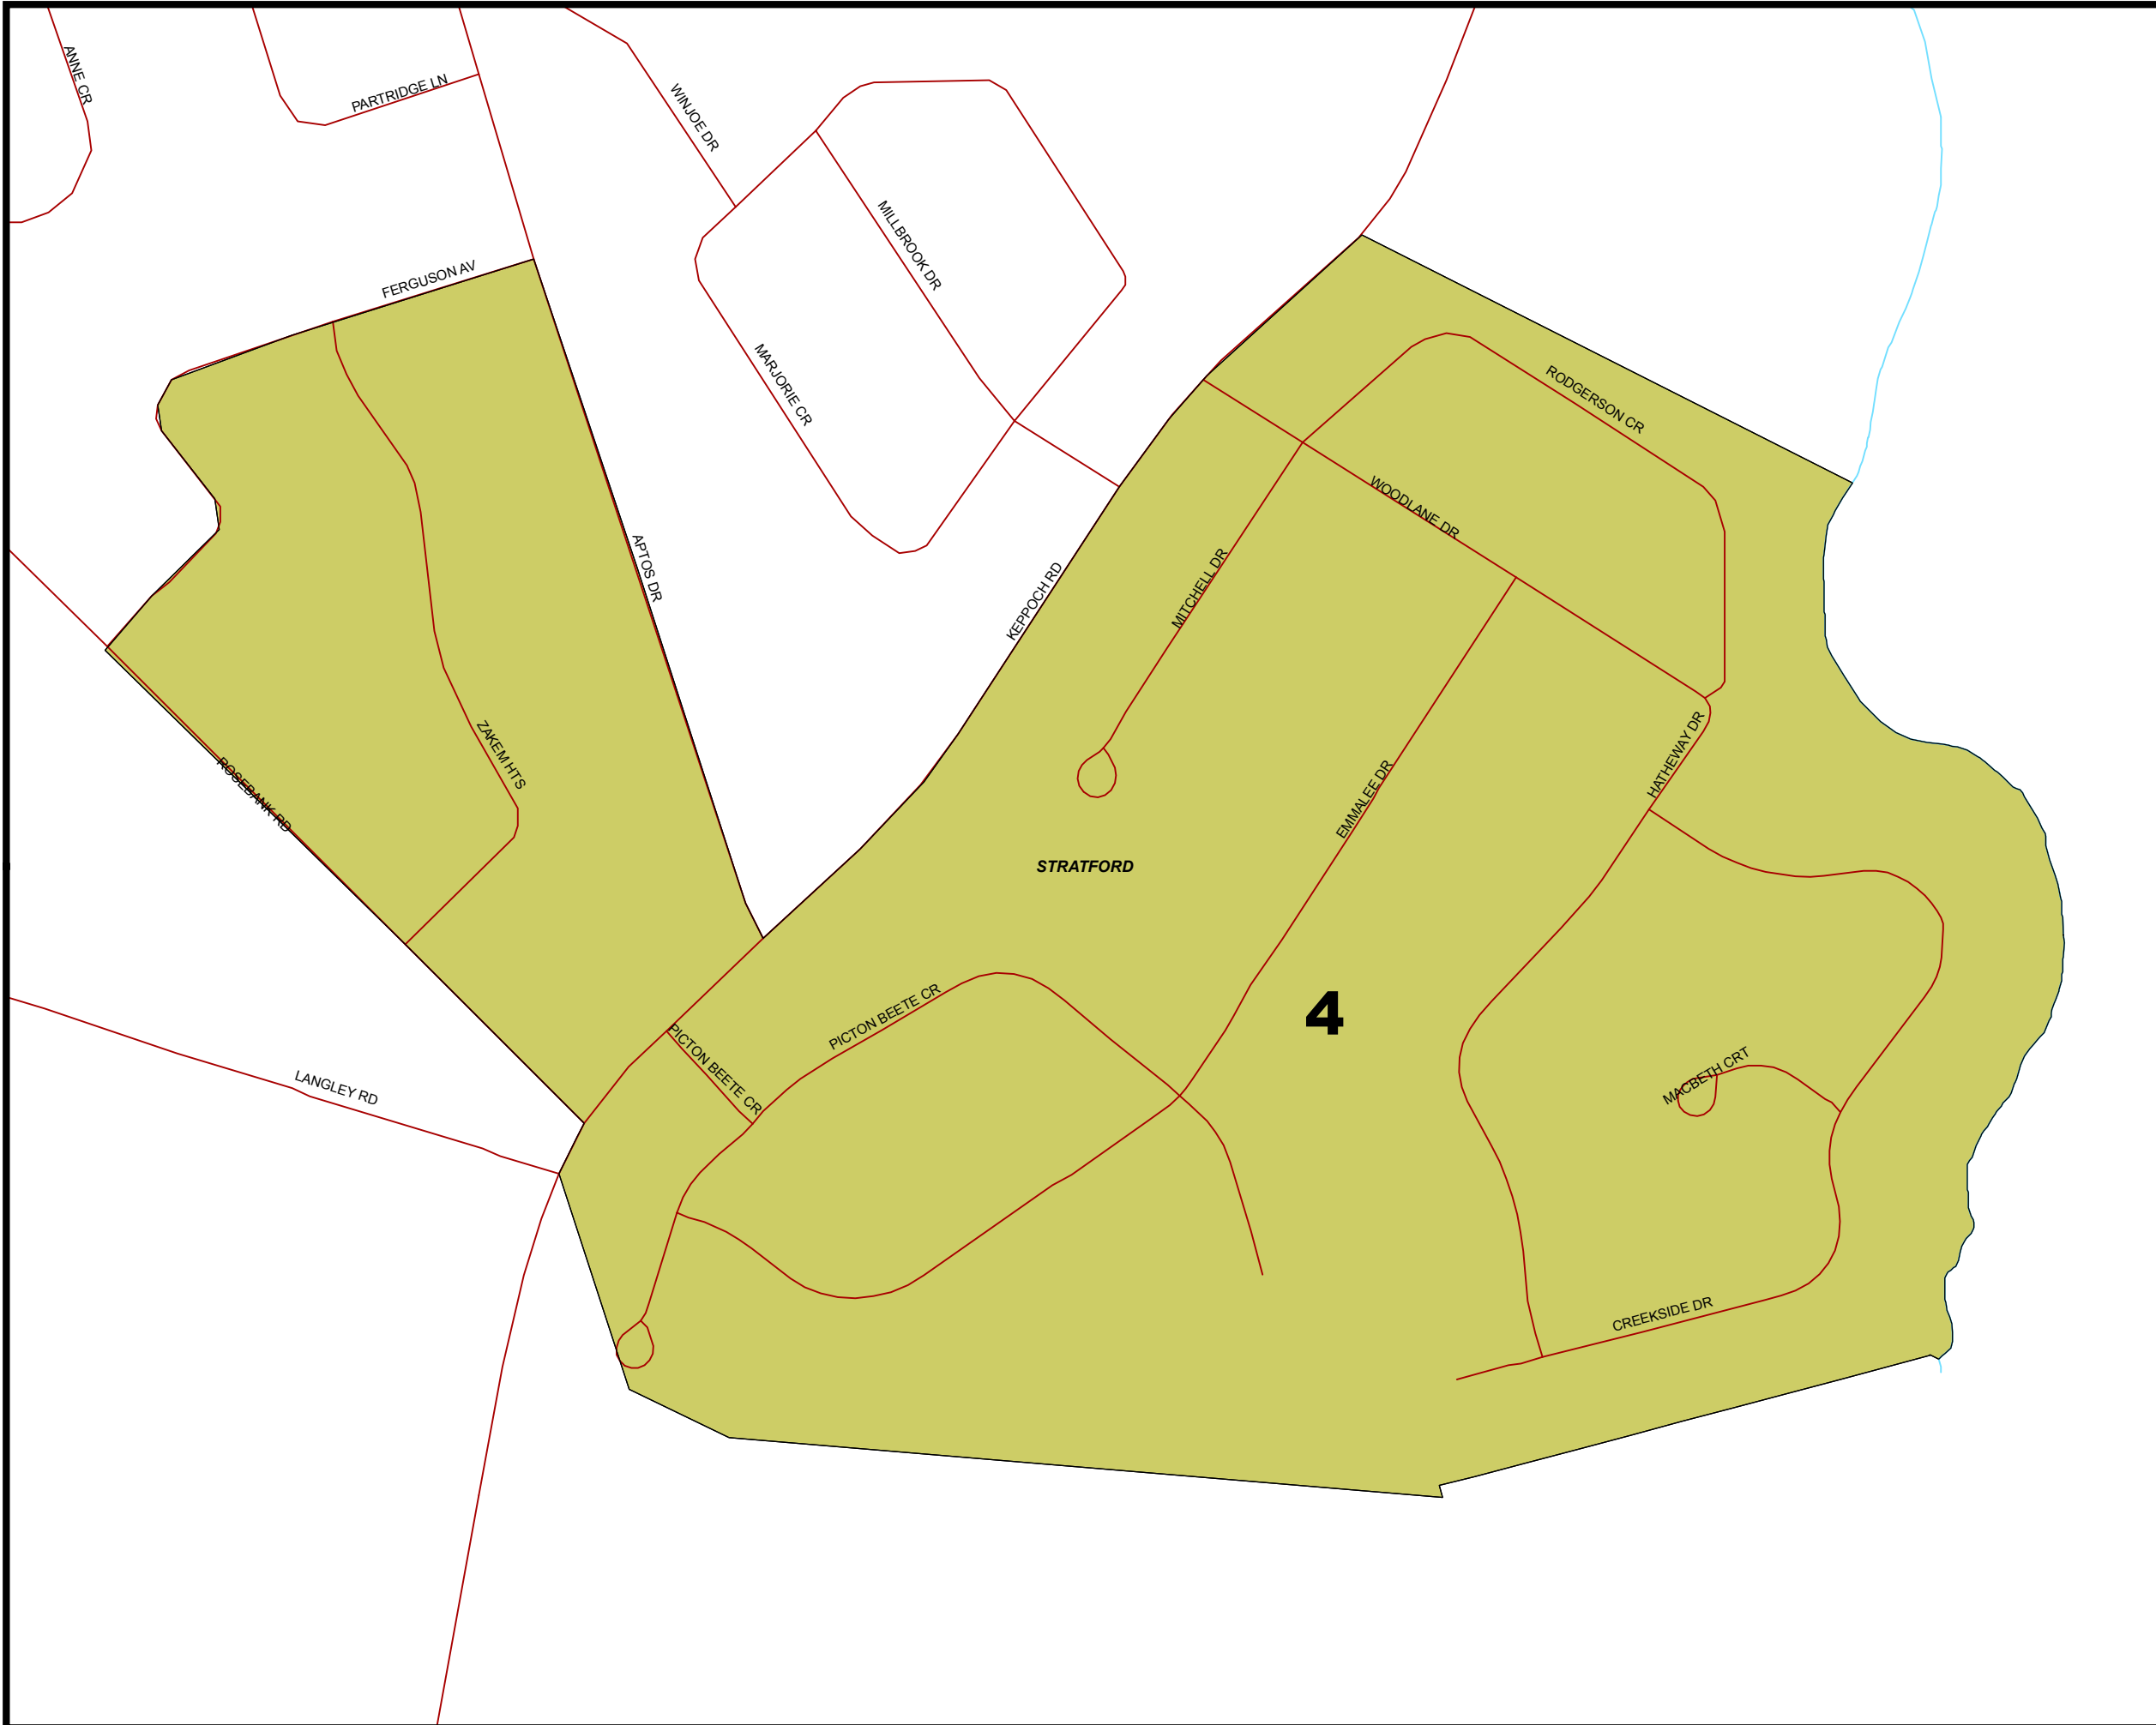 ANNE CR
PARTRIDGE LN
WINJOE DR
MILLBROOK DR
FERGUSON AV
MARJORIE CR
RODGERSON CR
WOODLANE DR
APTOS DR
KEPPOCH RD
MITCHELL DR
ZAKEM HTS
HATHEWAY DR
ROSEBANK RD
EMMALEE DR
STRATFORD
4
PICTON BEETE CR
PICTON BEETE CR
LANGLEY RD
MACBETH CRT
CREEKSIDE DR